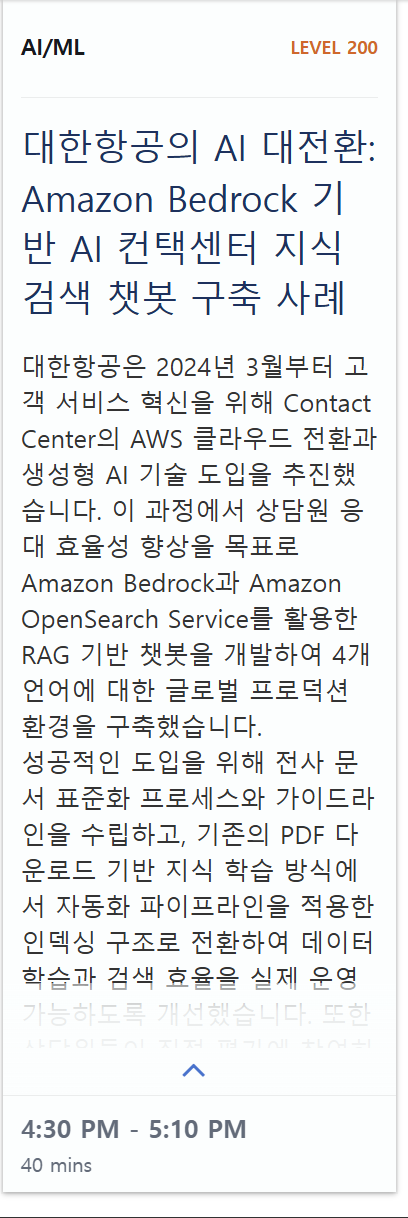 AI/ML
LEVEL 200
대한항공의 AI 대전환:
Amazon Bedrock 기
반 AI 컨택센터 지식
검색 챗봇 구축 사례
대한항공은 2024년 3월부터 고
객 서비스 혁신을 위해 Contact
Center의 AWS 클라우드 전환과
생성형 AI 기술 도입을 추진했
습니다. 이 과정에서 상담원 응
대 효율성 향상을 목표로
Amazon Bedrock과 Amazon
OpenSearch Service를 활용한
RAG 기반 챗봇을 개발하여 4개
언어에 대한 글로벌 프로덕션
환경을 구축했습니다.
성공적인 도입을 위해 전사 문
서 표준화 프로세스와 가이드라
인을 수립하고, 기존의 PDF 다
운로드 기반 지식 학습 방식에
서 자동화 파이프라인을 적용한
인덱싱 구조로 전환하여 데이터
학습과 검색 효율을 실제 운영
가능하도록 개선했습니다. 또한
4:30 PM - 5:10 PM
40 mins